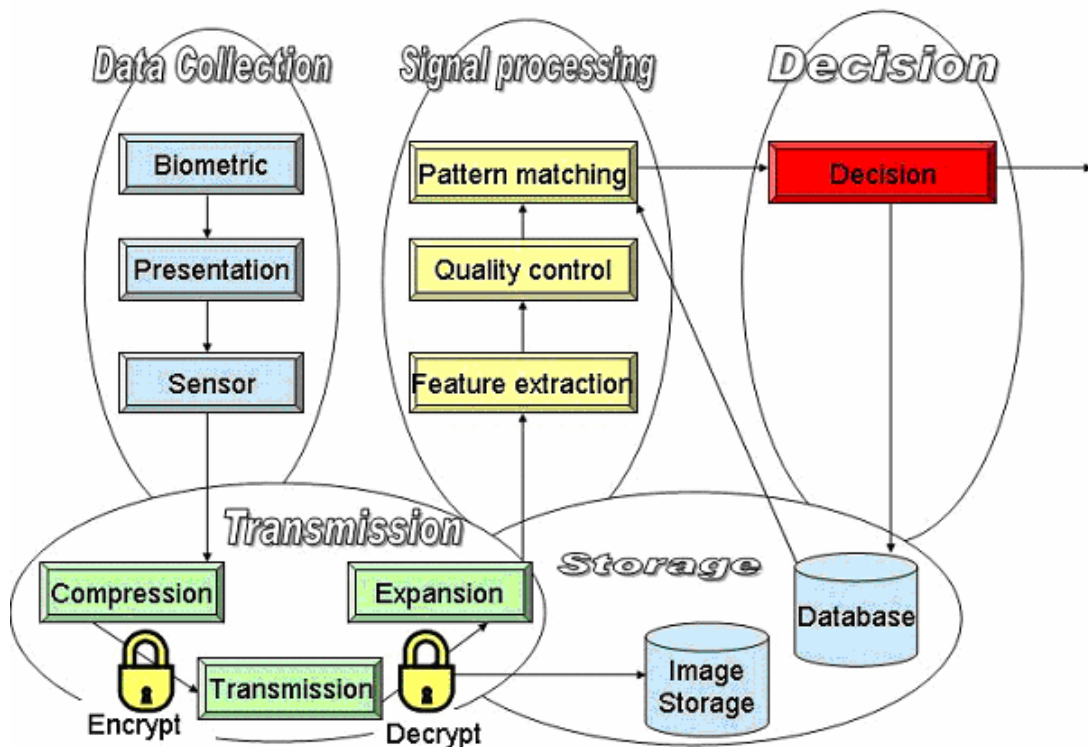 Data Collection
Signal processing
Decision
Biometric
Pattern matching
Decision
Presentation
Quality control
Sensor
Feature extraction
Transmission
Storage
Compression
Expansion
Database
Transmission
Image
Storage
Encrypt
Decrypt